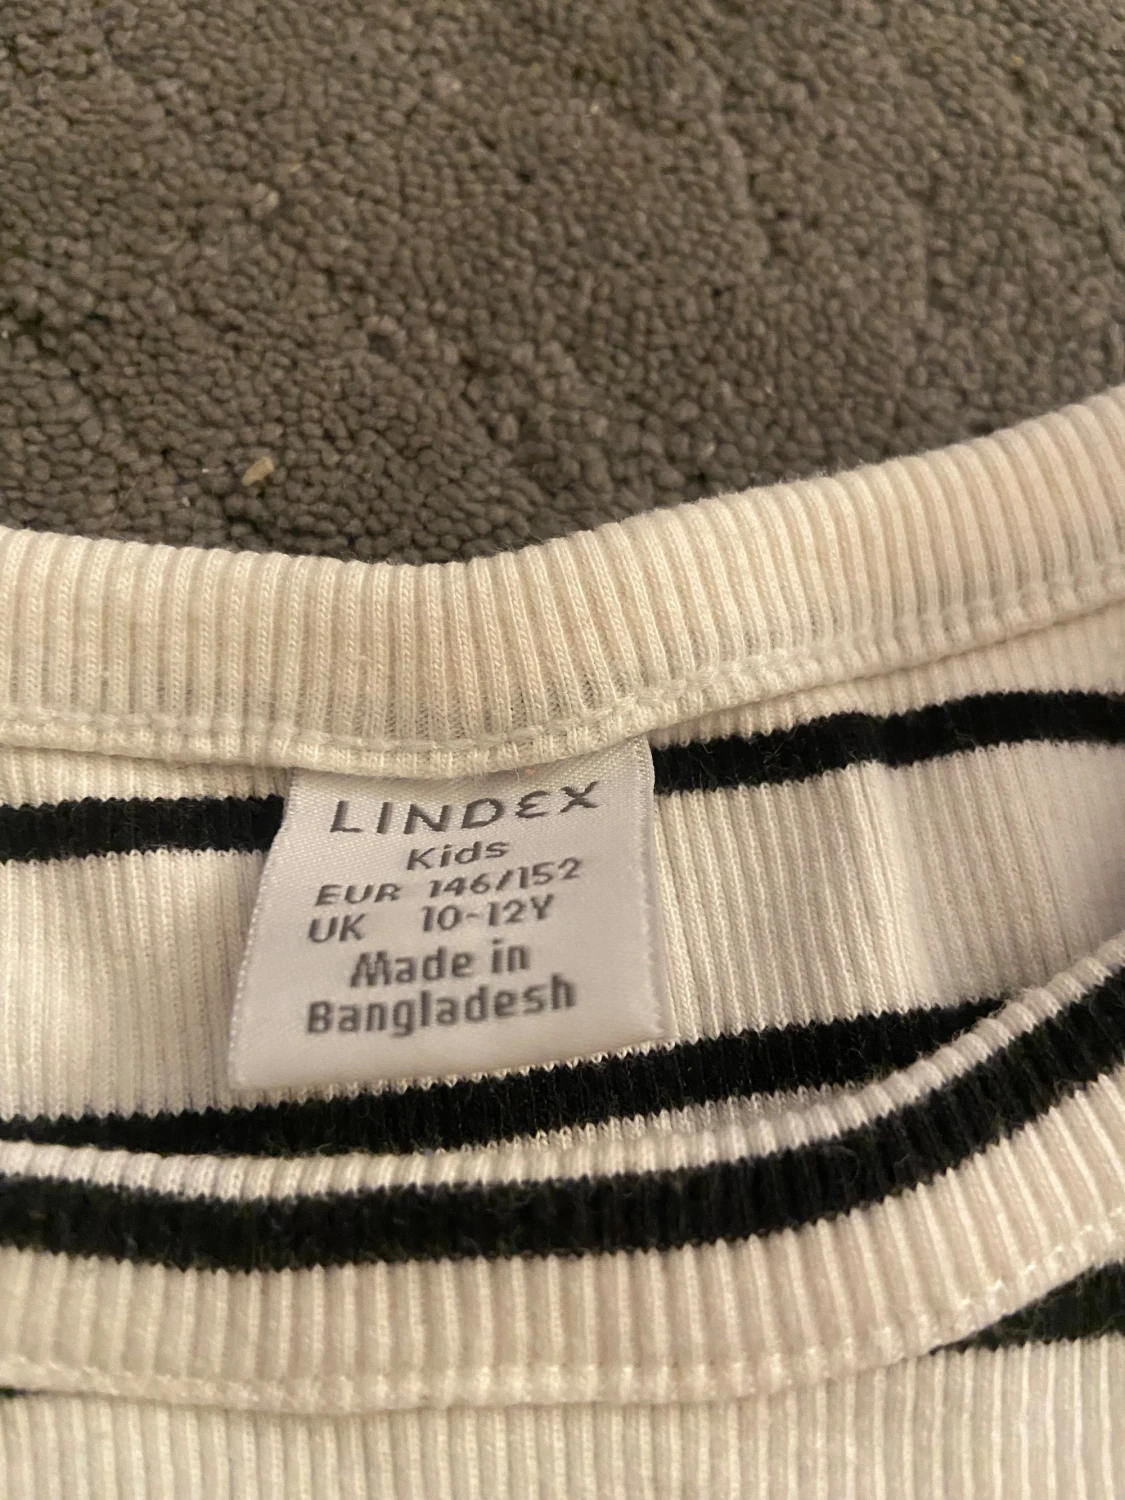 LINDEX
Kids
EUR 146/152
UK 10-12Y
Made in
Bangladesh